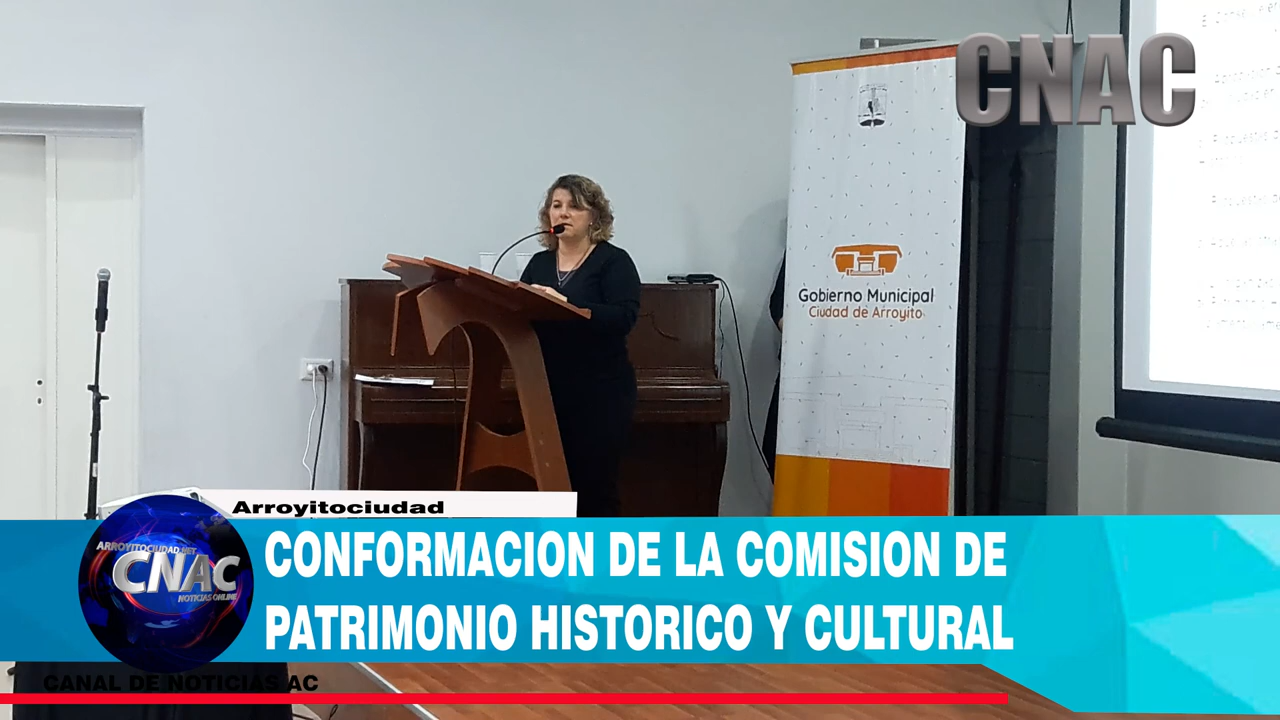 CNAC
Gobierno Municipal
Ciudad de Arroyito
Arroyitociudad
ARROYITOCIUDAD.NET
CNAC
NOTICIAS ONLINE
CONFORMACION DE LA COMISION DE
PATRIMONIO HISTORICO Y CULTURAL
CANAL DE NOTICIAS AC